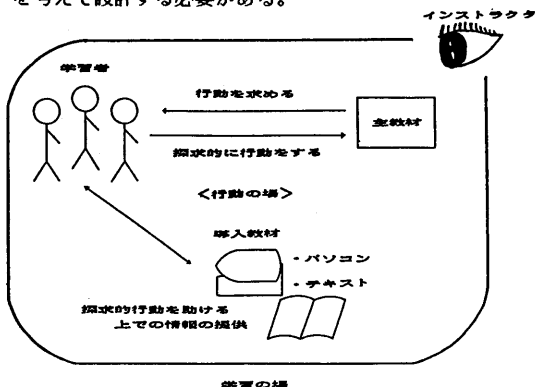 を考えて設計する必要がある。
インストラクタ
学習者
行動を求める
主教材
探求的に行動をする
<行動の場>
導入教材
・パソコン
・テキスト
探求的行動を助ける
上での情報の提供
学習の場